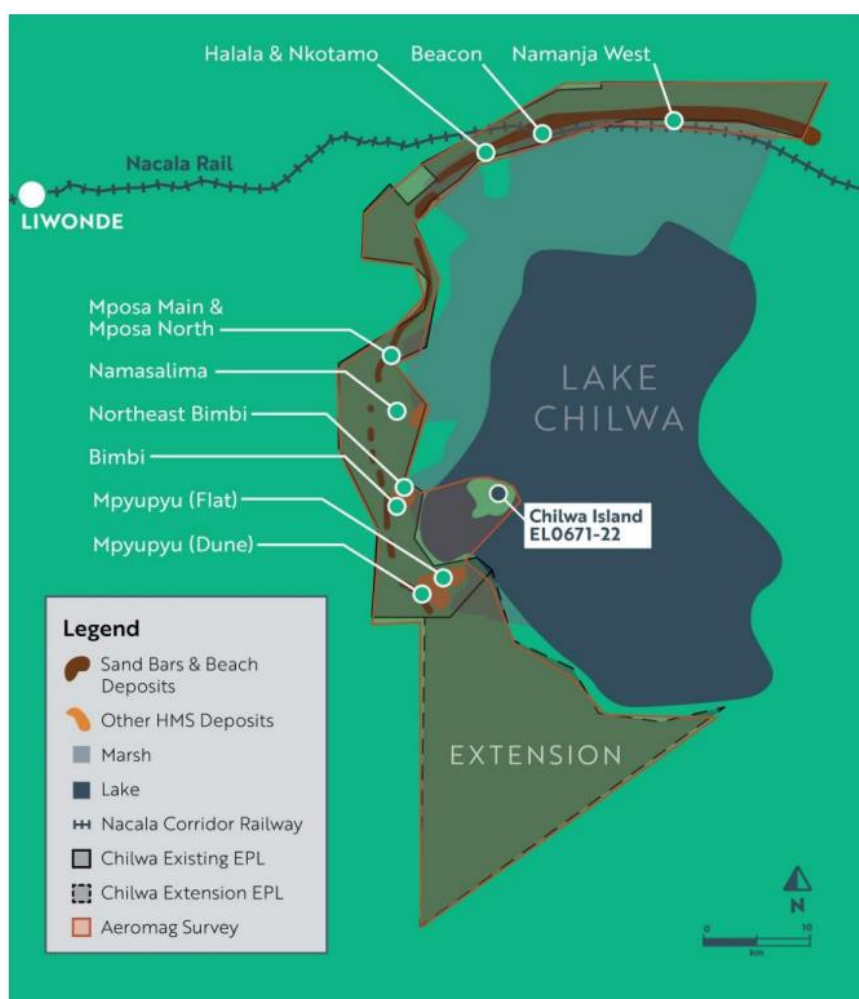 Halala & Nkotamo
Beacon
Namanja West
Nacala Rail
LIWONDE
Mposa Main &
Mposa North
Namasalima
Northeast Bimbi
Bimbi
Mpyupyu (Flat)
Mpyupyu (Dune)
LAKE
CHILWA
Chilwa Island
EL0671-22
EXTENSION
Legend
Sand Bars & Beach
Deposits
Other HMS Deposits
Marsh
Lake
Nacala Corridor Railway
Chilwa Existing EPL
Chilwa Extension EPL
Aeromag Survey
N
0 10
km